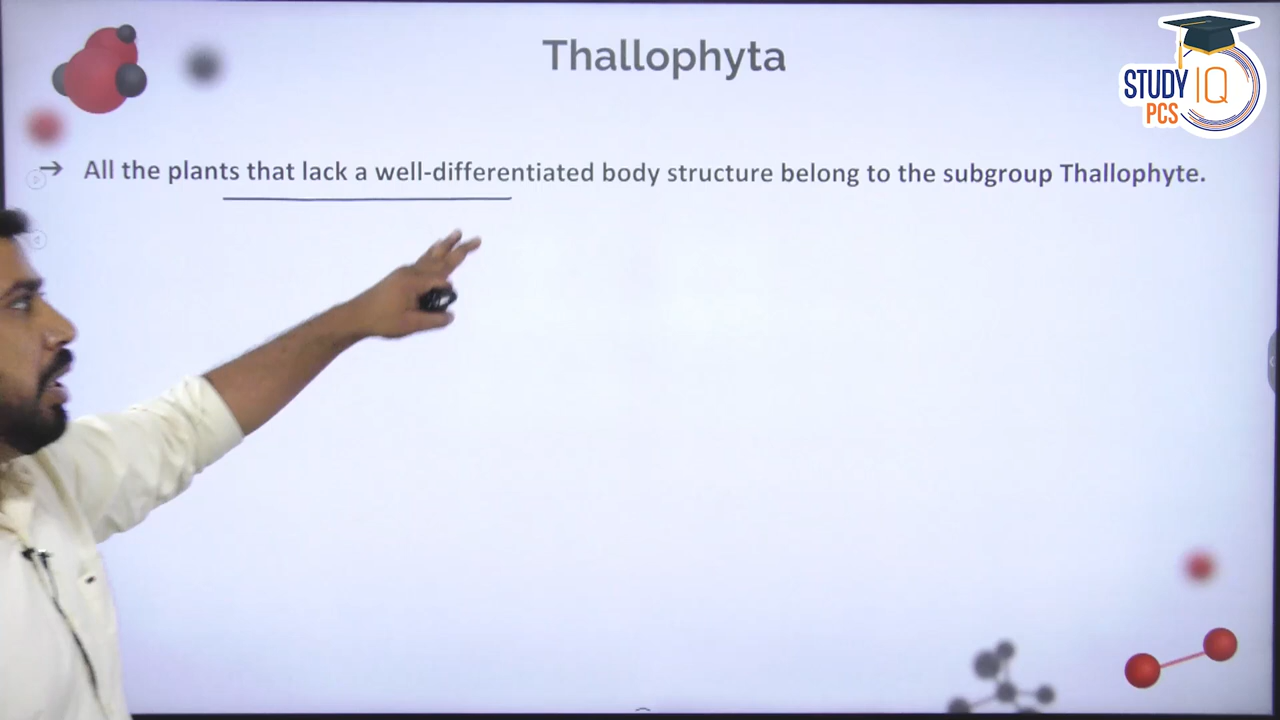 Thallophyta
STUDY IQ
PCS
→ All the plants that lack a well-differentiated body structure belong to the subgroup Thallophyte.